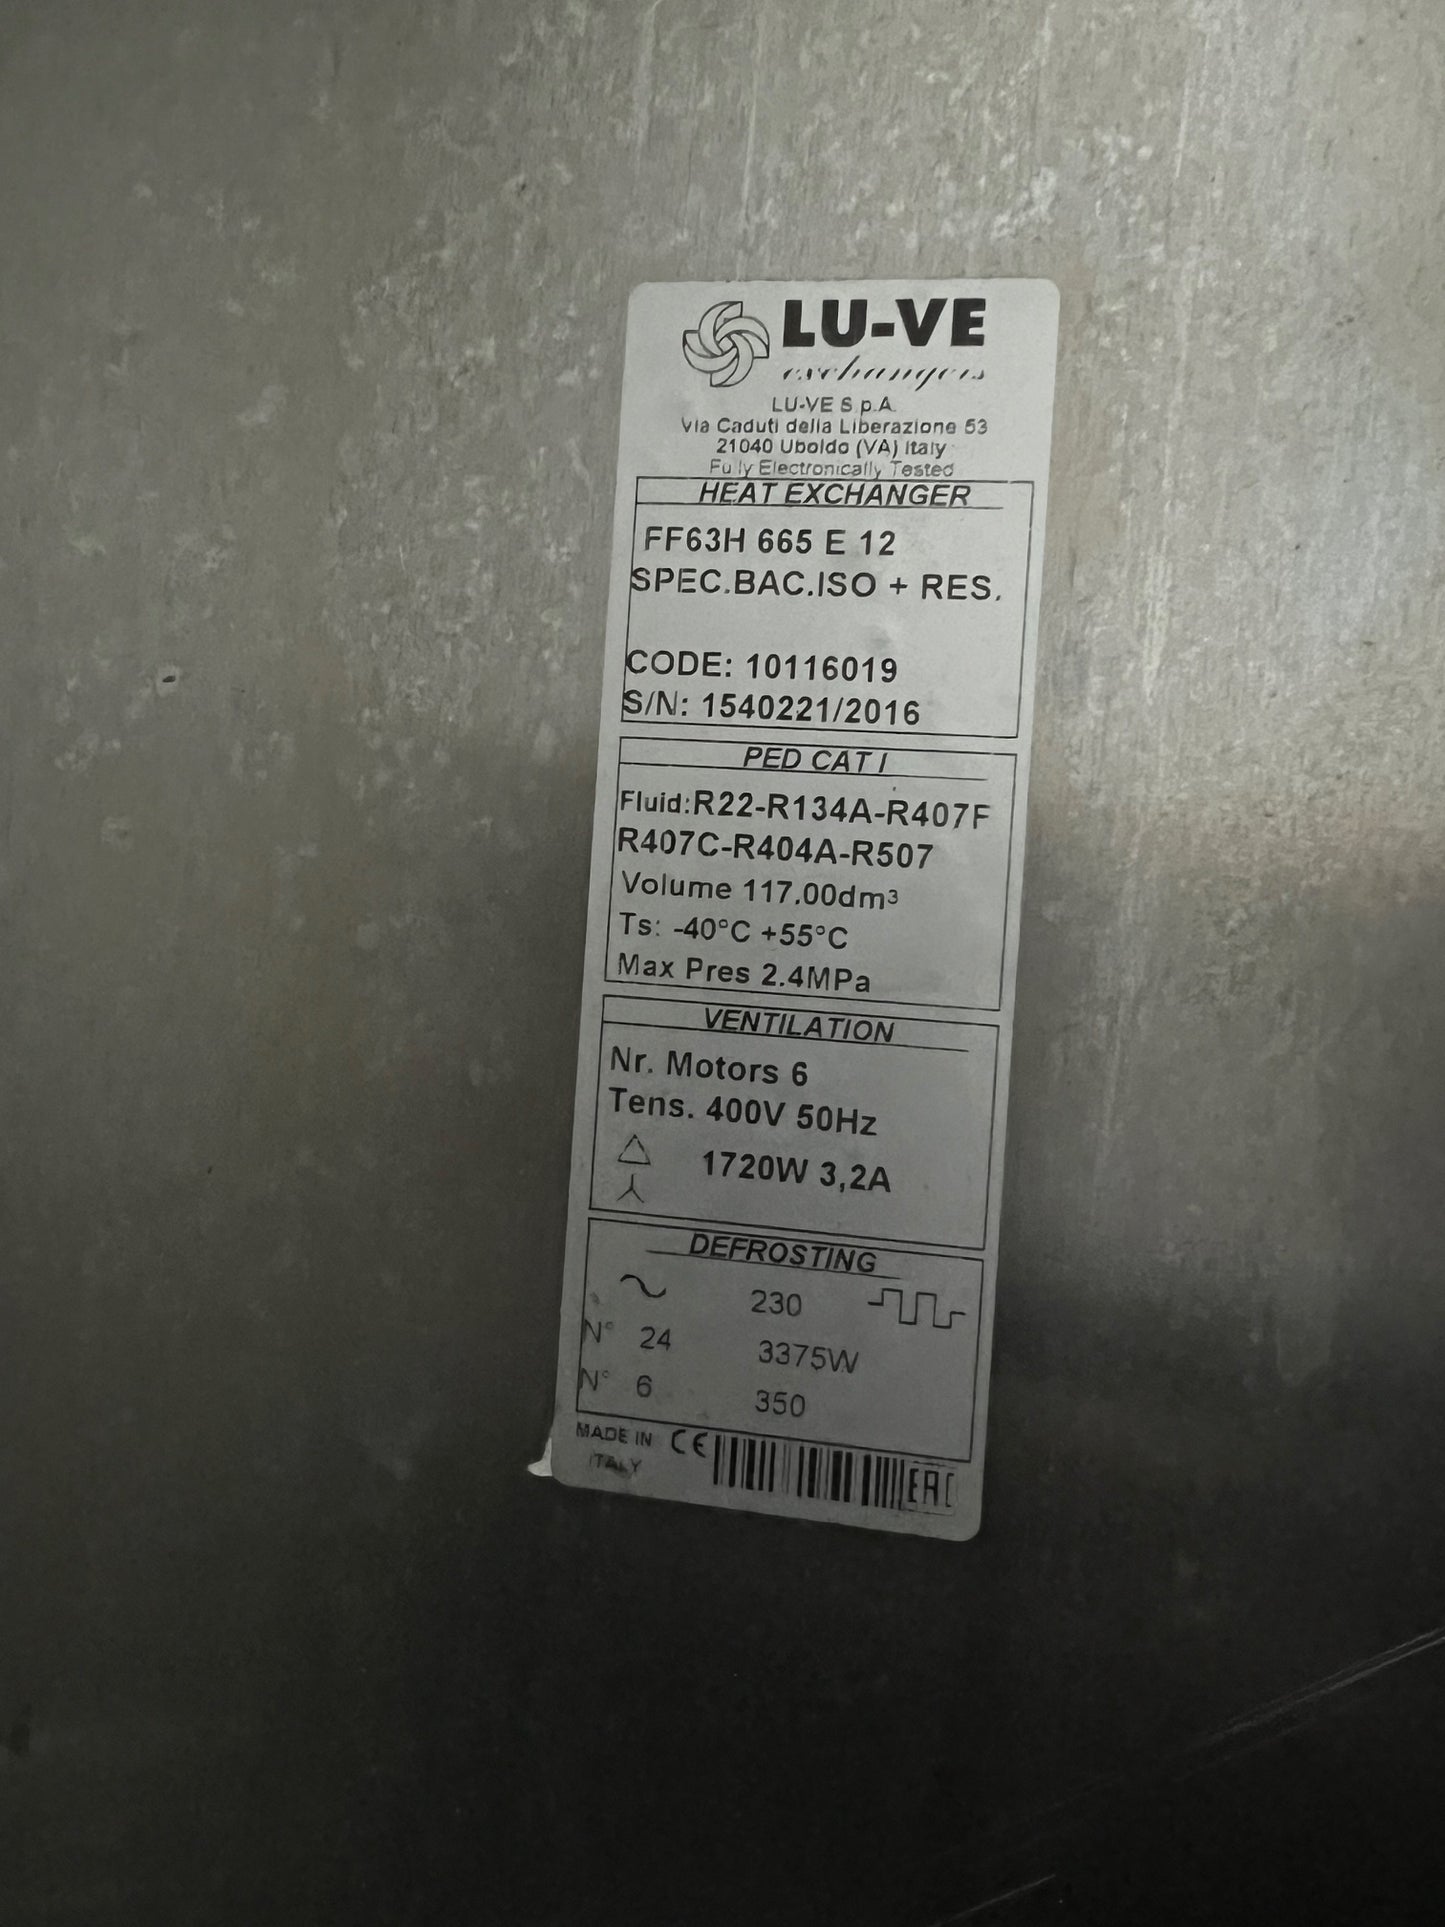 LU-VE
exchangers
LU-VE S.p.A.
Via Caduti della Liberazione 53
21040 Uboldo (VA) Italy
Fully Electronically Tested
HEAT EXCHANGER
FF63H 665 E 12
SPEC.BAC.ISO + RES.
CODE: 10116019
S/N: 1540221/2016
PED CAT I
Fluid:R22-R134A-R407F
R407C-R404A-R507
Volume 117.00dm³
Ts: -40°C +55°C
Max Pres 2.4MPa
VENTILATION
Nr. Motors 6
Tens. 400V 50Hz
1720W 3,2A
DEFROSTING
230
N° 24 3375W
N° 6 350
MADE IN CE
ITALY EAC